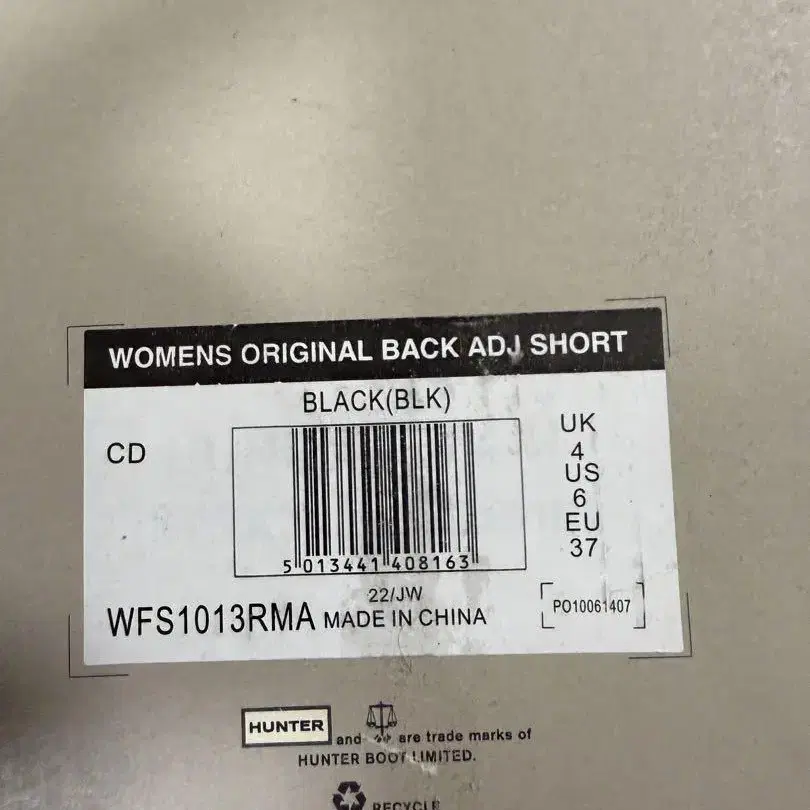 WOMENS ORIGINAL BACK ADJ SHORT
BLACK(BLK)
CD
UK
4
US
6
EU
37
5 013441 408163
22/JW
WFS1013RMA MADE IN CHINA
PO10061407
HUNTER and are trade marks of
HUNTER BOOT LIMITED.
RECYCLE